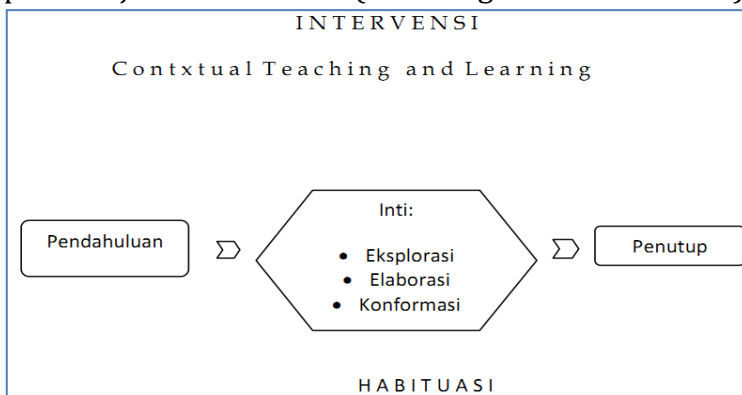 INTERVENSI
Contxtual Teaching and Learning
Pendahuluan
Inti:
• Eksplorasi
• Elaborasi
• Konformasi
Penutup
HABITUASI